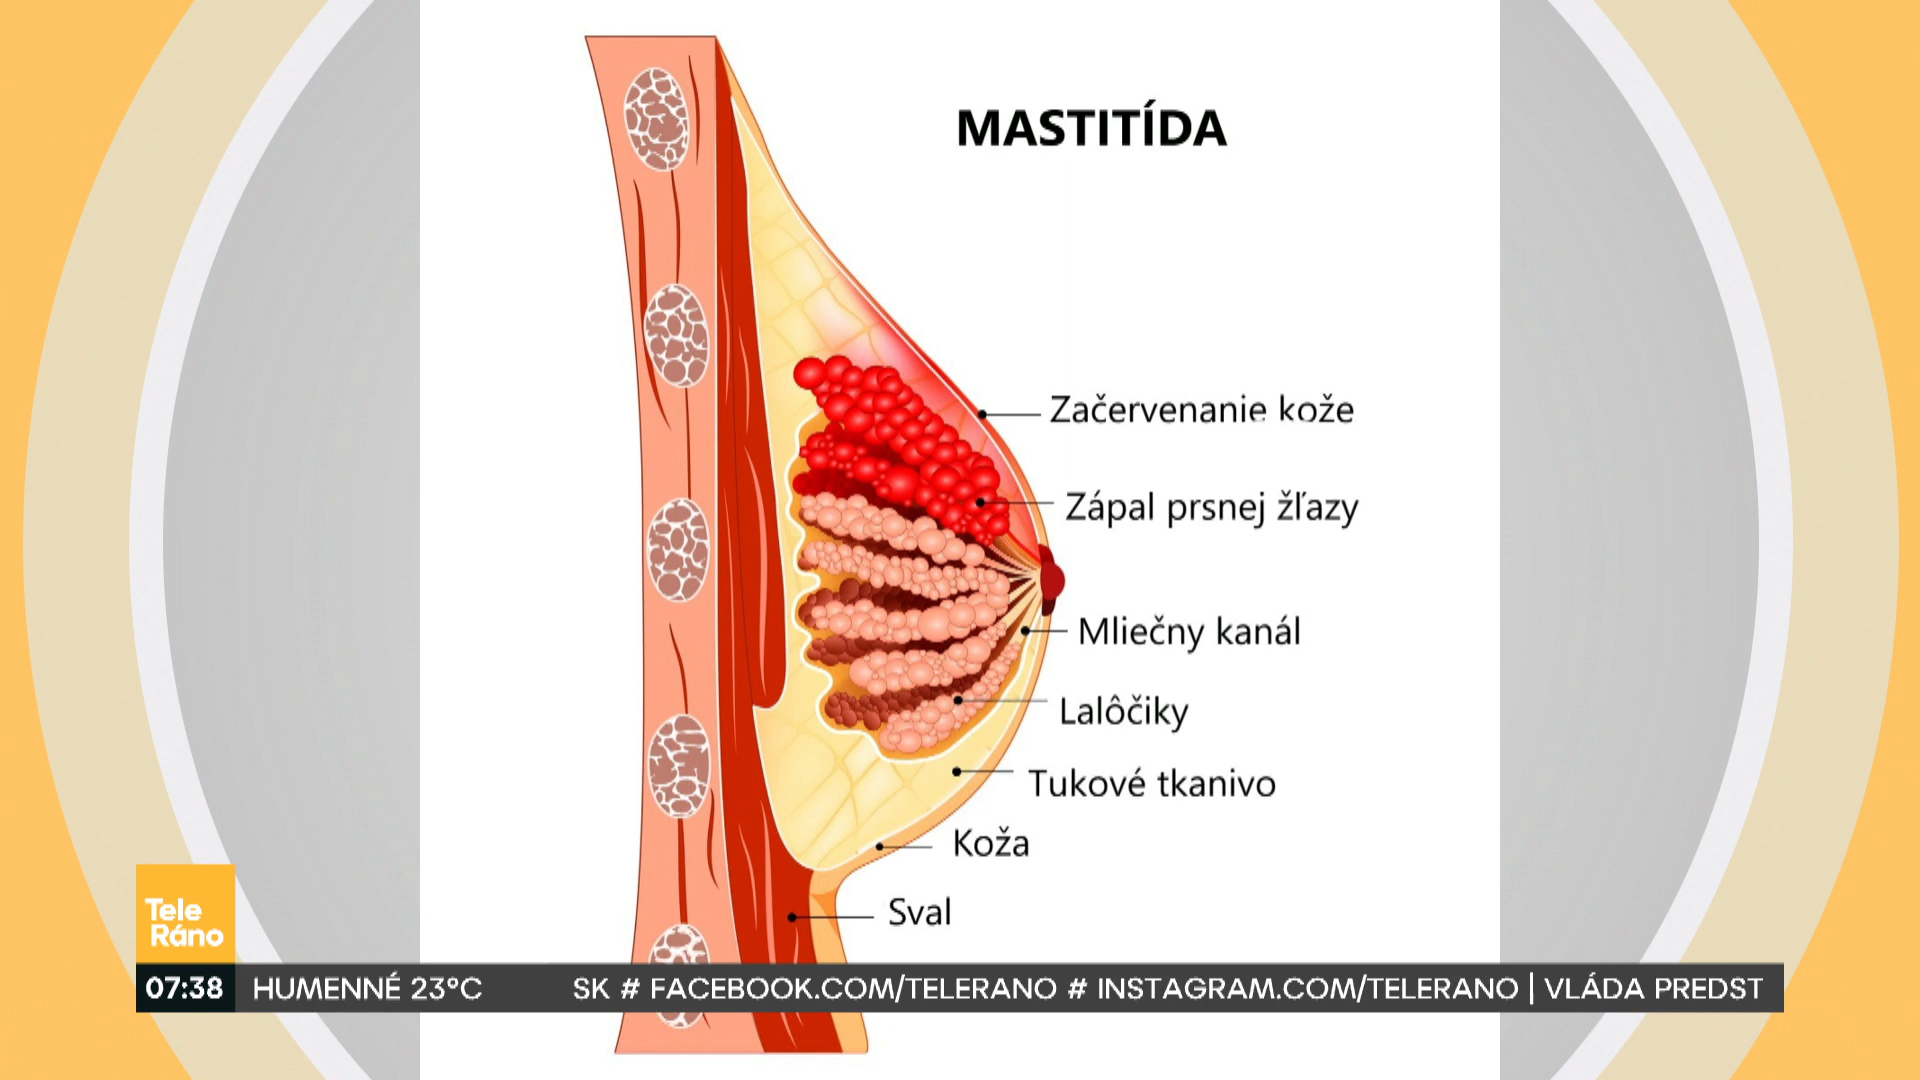 MASTITÍDA
Začervenanie kože
Zápal prsnej žľazy
Mliečny kanál
Lalôčiky
Tukové tkanivo
Koža
Sval
Tele
Ráno
07:38 HUMENNÉ 23°C SK # FACEBOOK.COM/TELERANO # INSTAGRAM.COM/TELERANO | VLÁDA PREDST